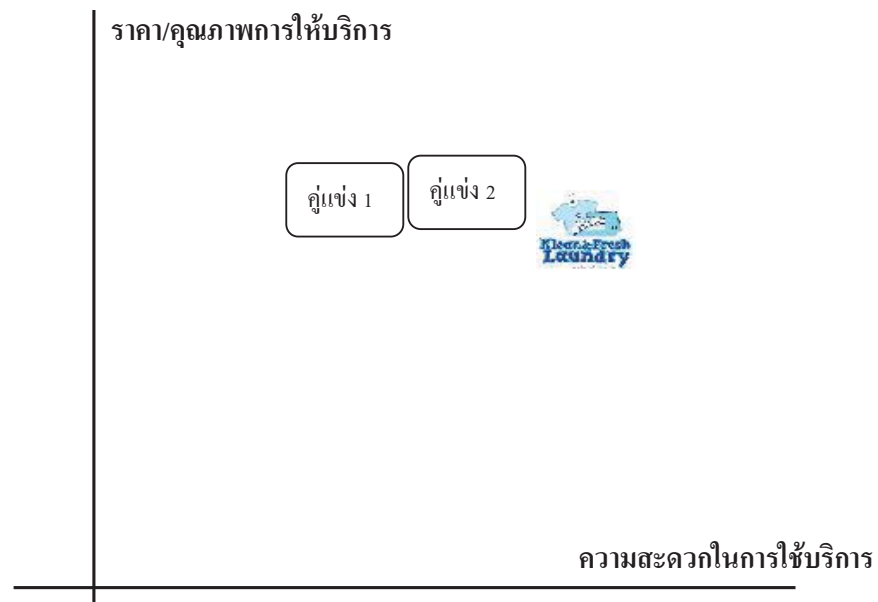 ราคา/คุณภาพการให้บริการ
คู่แข่ง 1
คู่แข่ง 2
Klean & Fresh
Laundry
ความสะดวกในการใช้บริการ